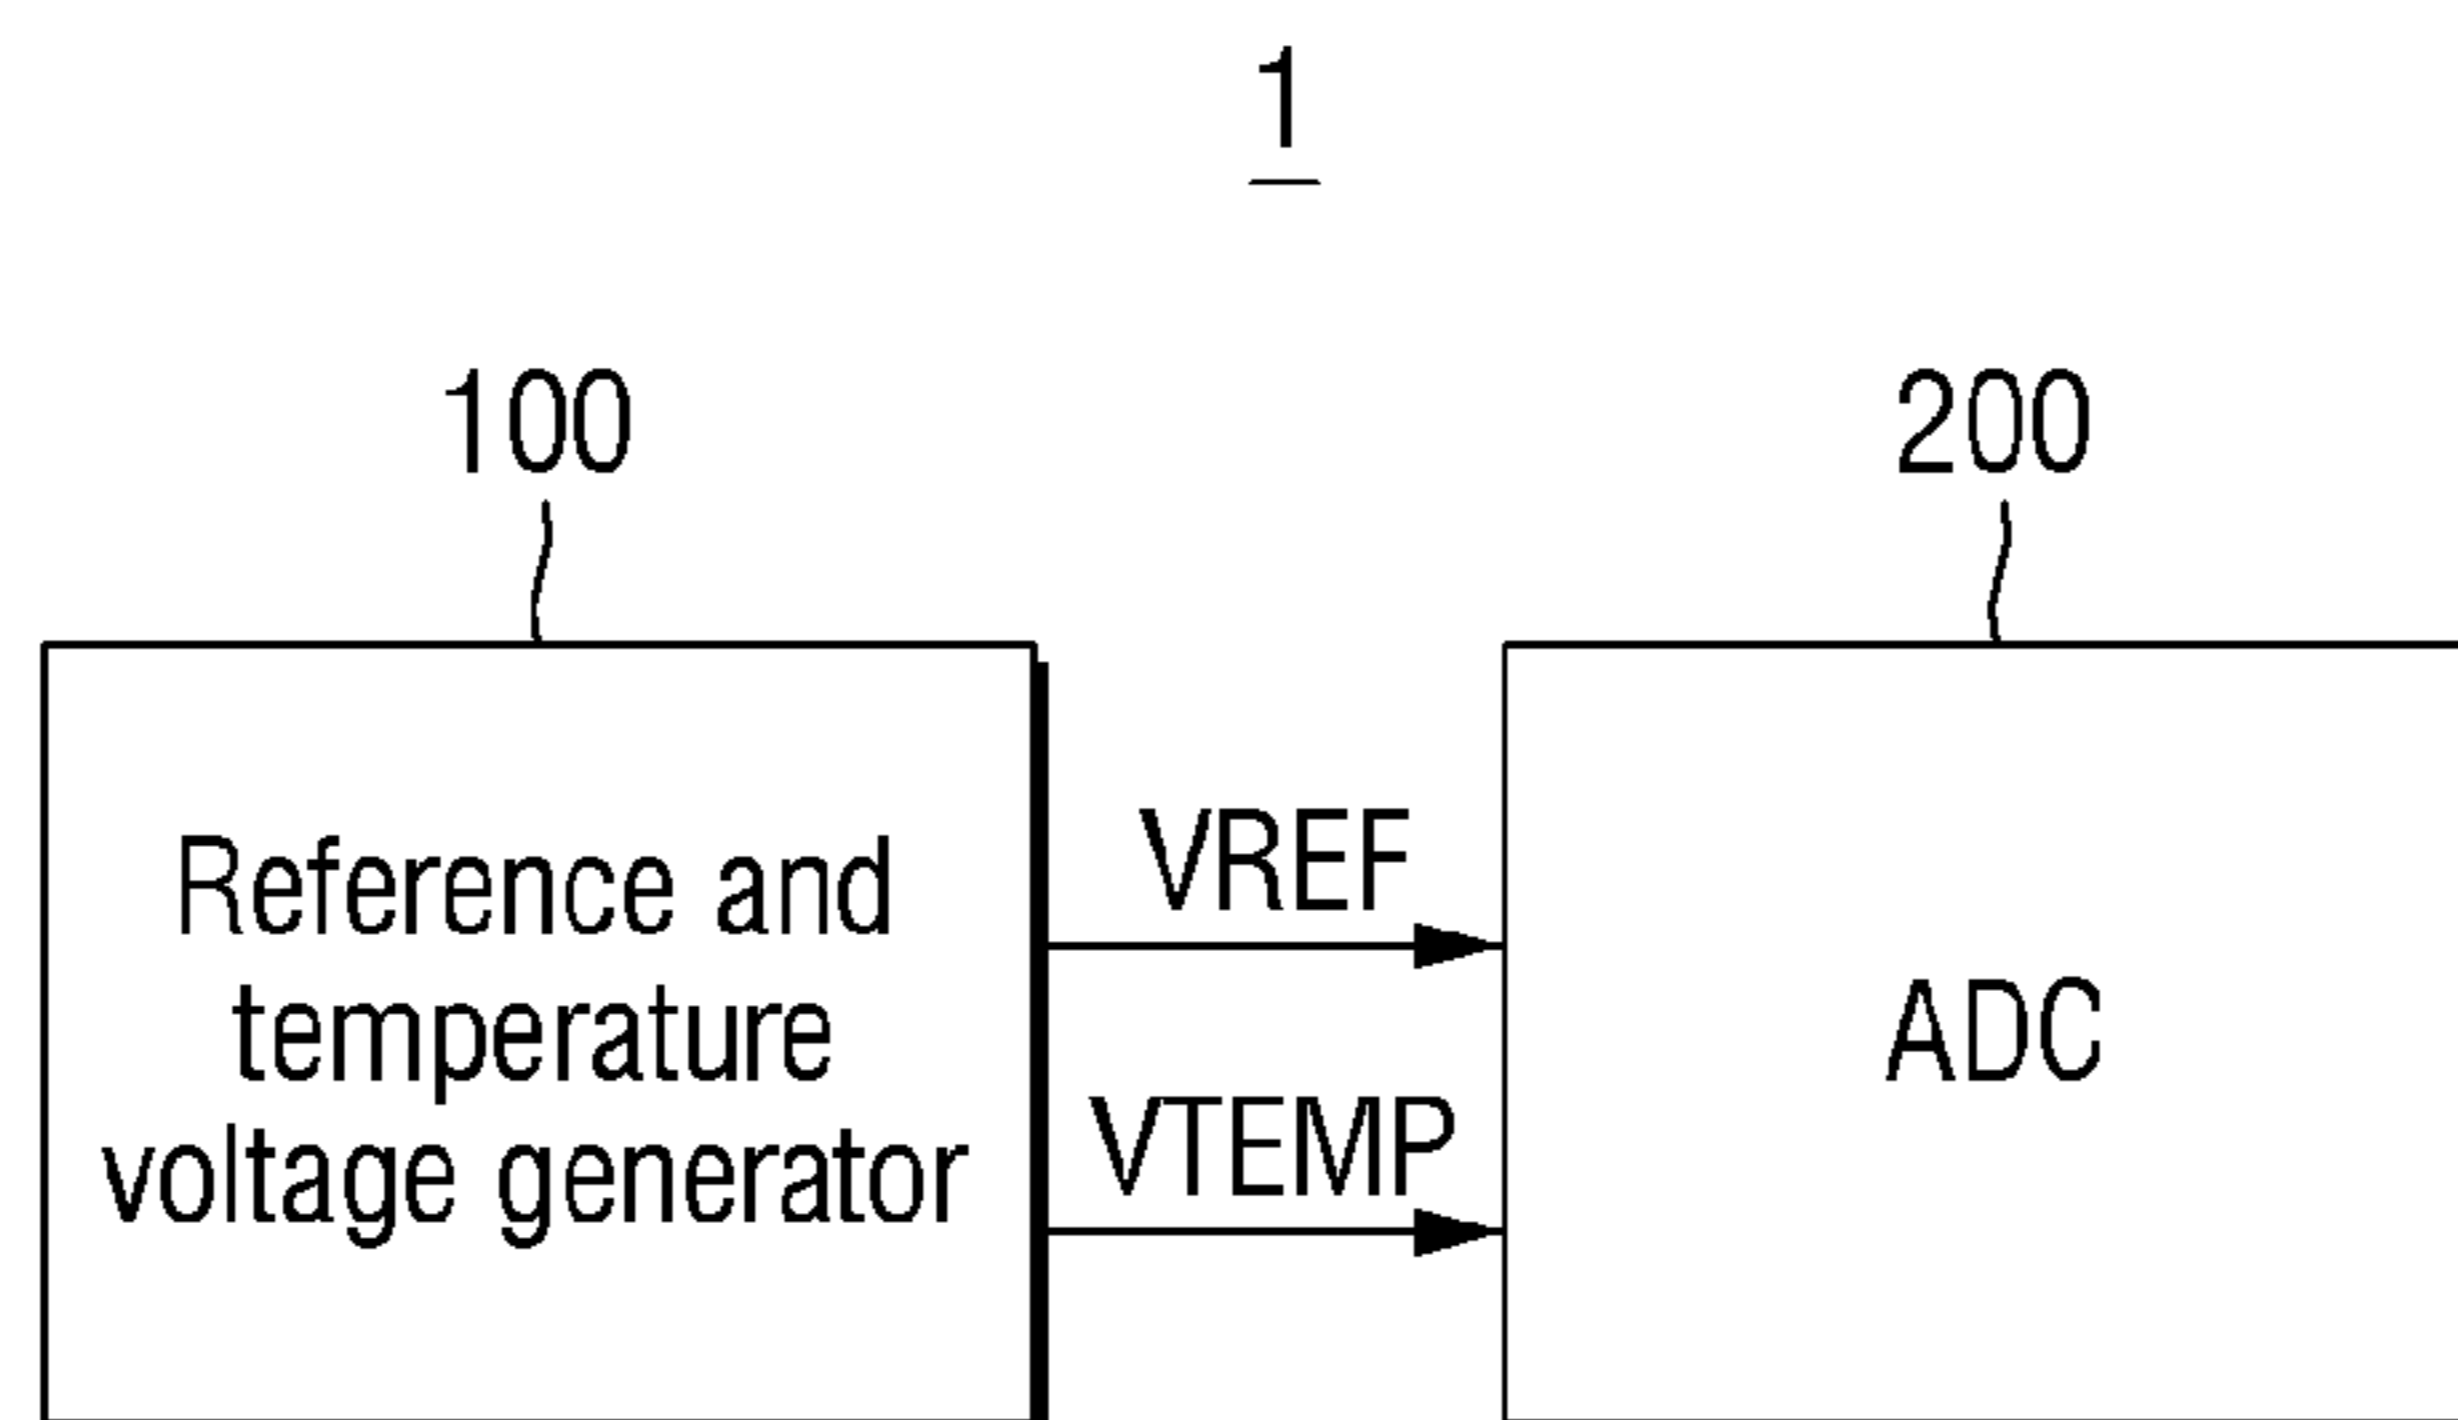 1
100
200
Reference and
temperature
voltage generator
VREF
VTEMP
ADC